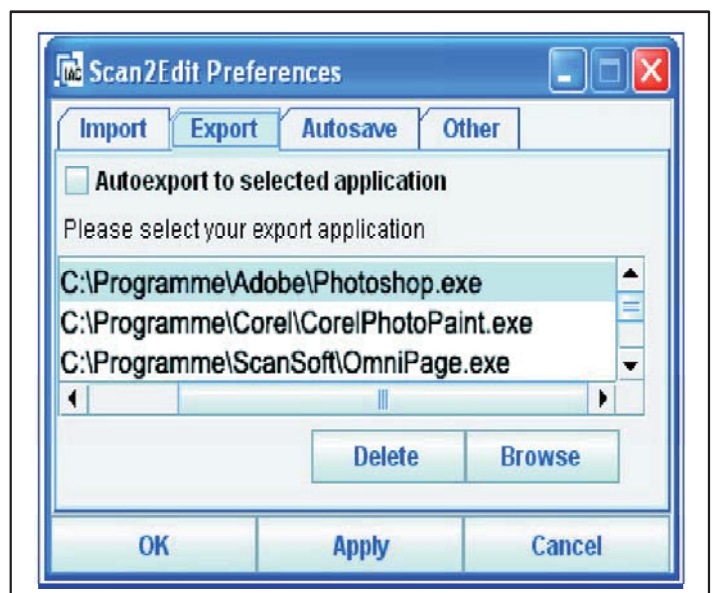 Scan2Edit Preferences
Import Export Autosave Other
Autoexport to selected application
Please select your export application
C:\Programme\Adobe\Photoshop.exe
C:\Programme\Corel\CorelPhotoPaint.exe
C:\Programme\ScanSoft\OmniPage.exe
Delete Browse
OK Apply Cancel